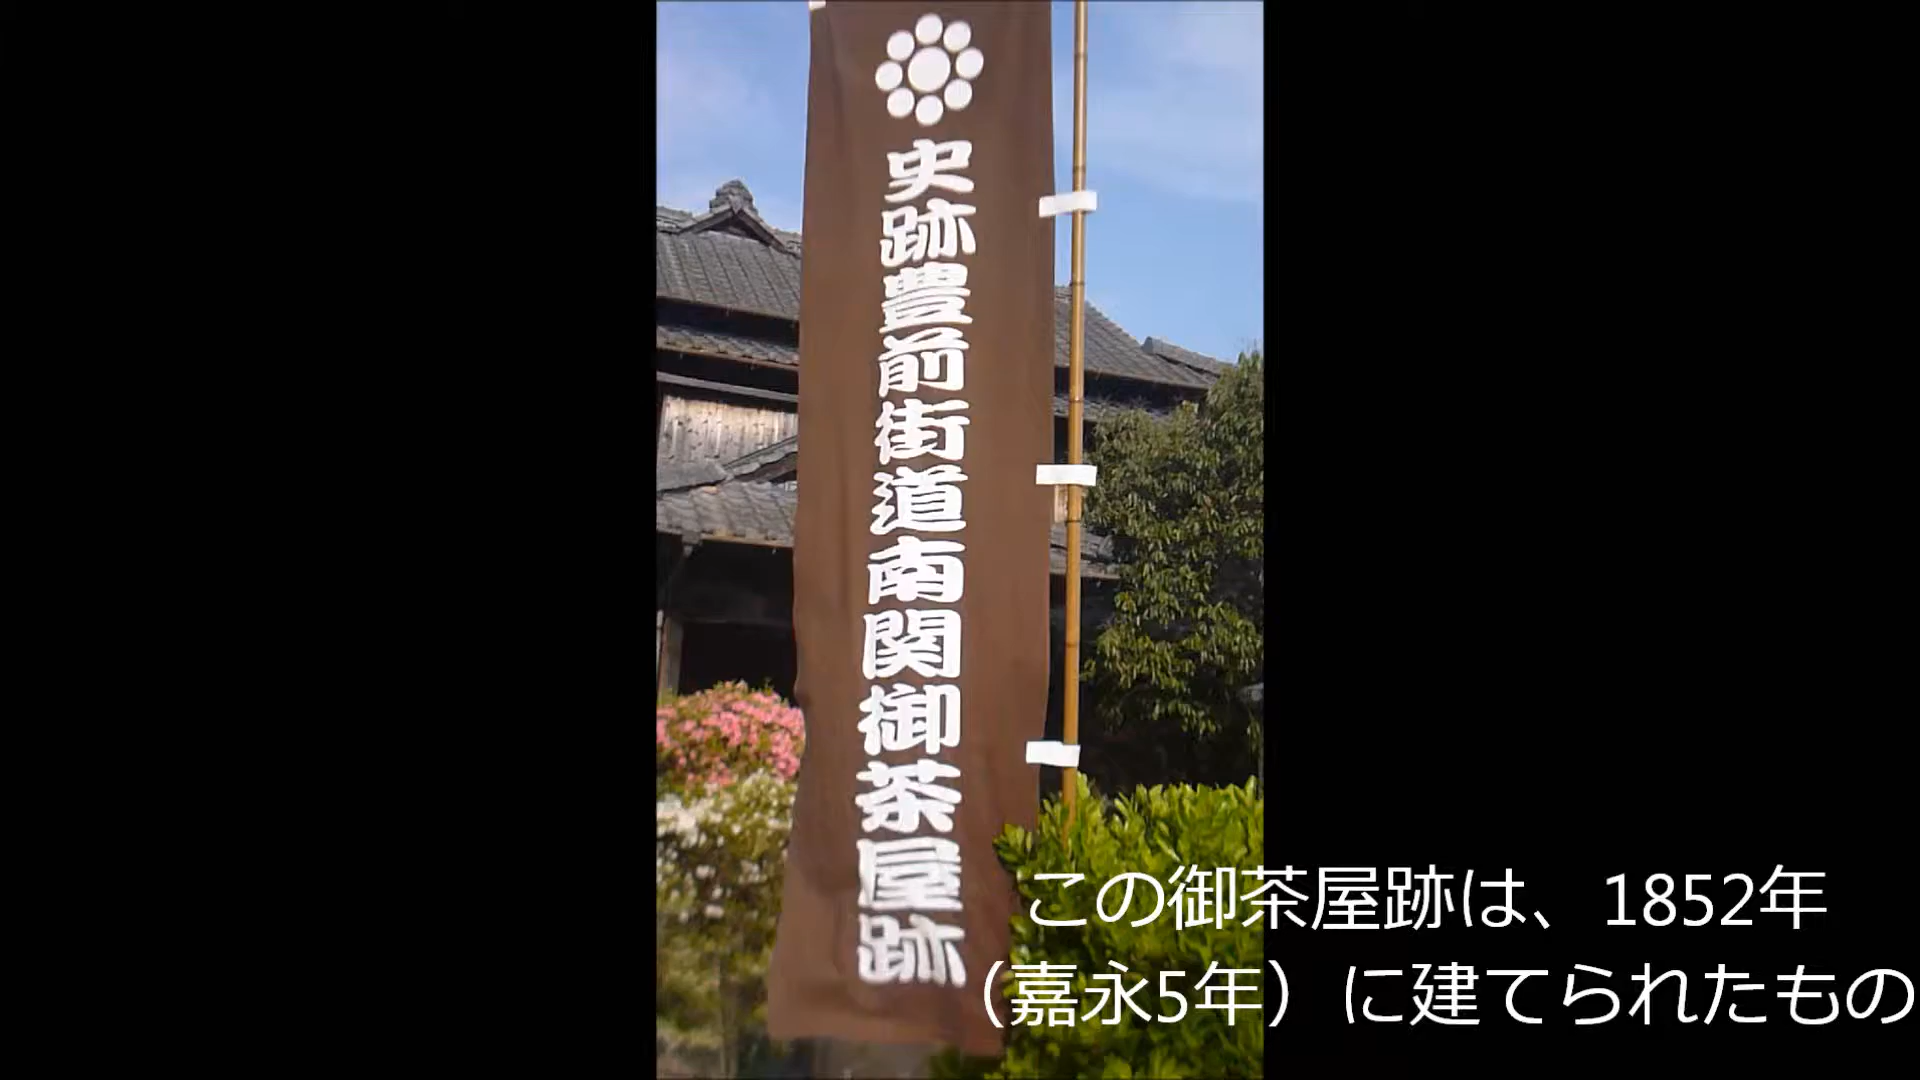 史跡豊前街道南関御茶屋跡
この御茶屋跡は、1852年
（嘉永5年）に建てられたもの